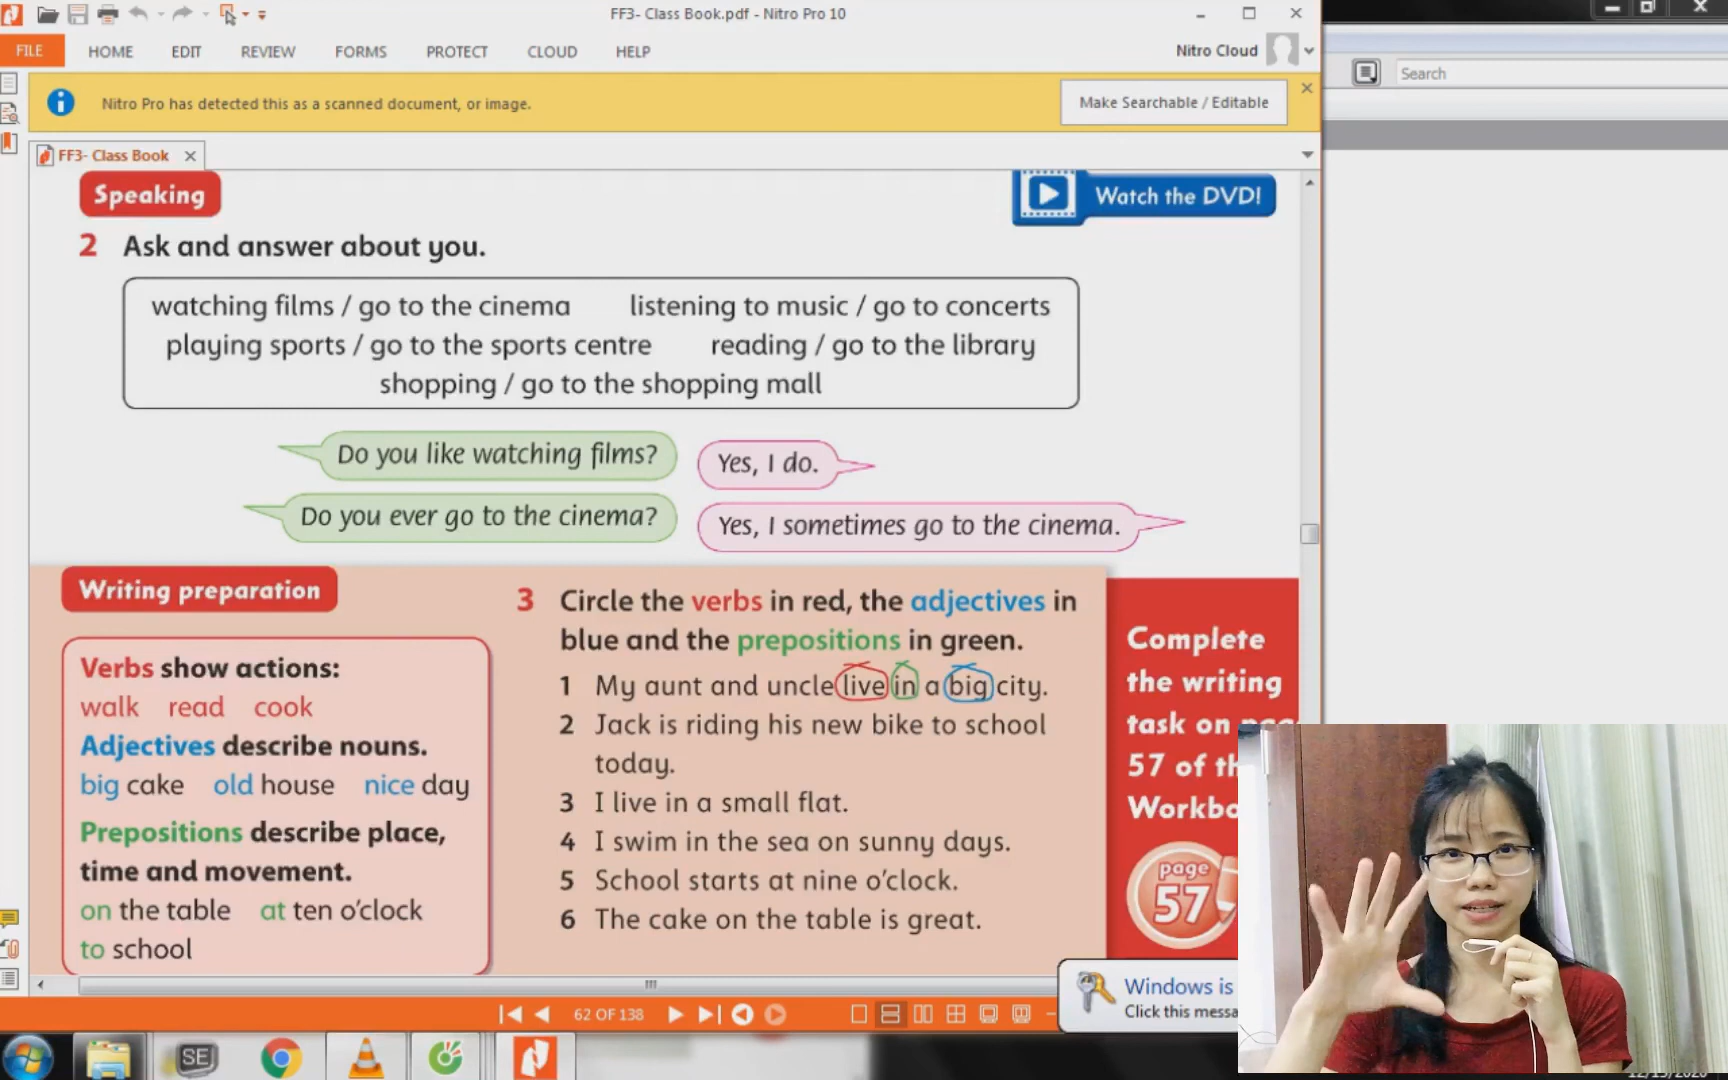 FF3- Class Book.pdf - Nitro Pro 10
FILE HOME EDIT REVIEW FORMS PROTECT CLOUD HELP
Nitro Cloud
Search
Nitro Pro has detected this as a scanned document, or image.
Make Searchable / Editable
FF3- Class Book
Speaking
Watch the DVD!
2 Ask and answer about you.
watching films / go to the cinema listening to music / go to concerts
playing sports / go to the sports centre reading / go to the library
shopping / go to the shopping mall
Do you like watching films?
Yes, I do.
Do you ever go to the cinema?
Yes, I sometimes go to the cinema.
Writing preparation
Verbs show actions:
walk read cook
Adjectives describe nouns.
big cake old house nice day
Prepositions describe place,
time and movement.
on the table at ten o'clock
to school
3 Circle the verbs in red, the adjectives in
blue and the prepositions in green.
1 My aunt and uncle live in a big city.
2 Jack is riding his new bike to school
today.
3 I live in a small flat.
4 I swim in the sea on sunny days.
5 School starts at nine o'clock.
6 The cake on the table is great.
Complete
the writing
task on
57 of
page
57
Windows is
Click this
62 OF 138
SE